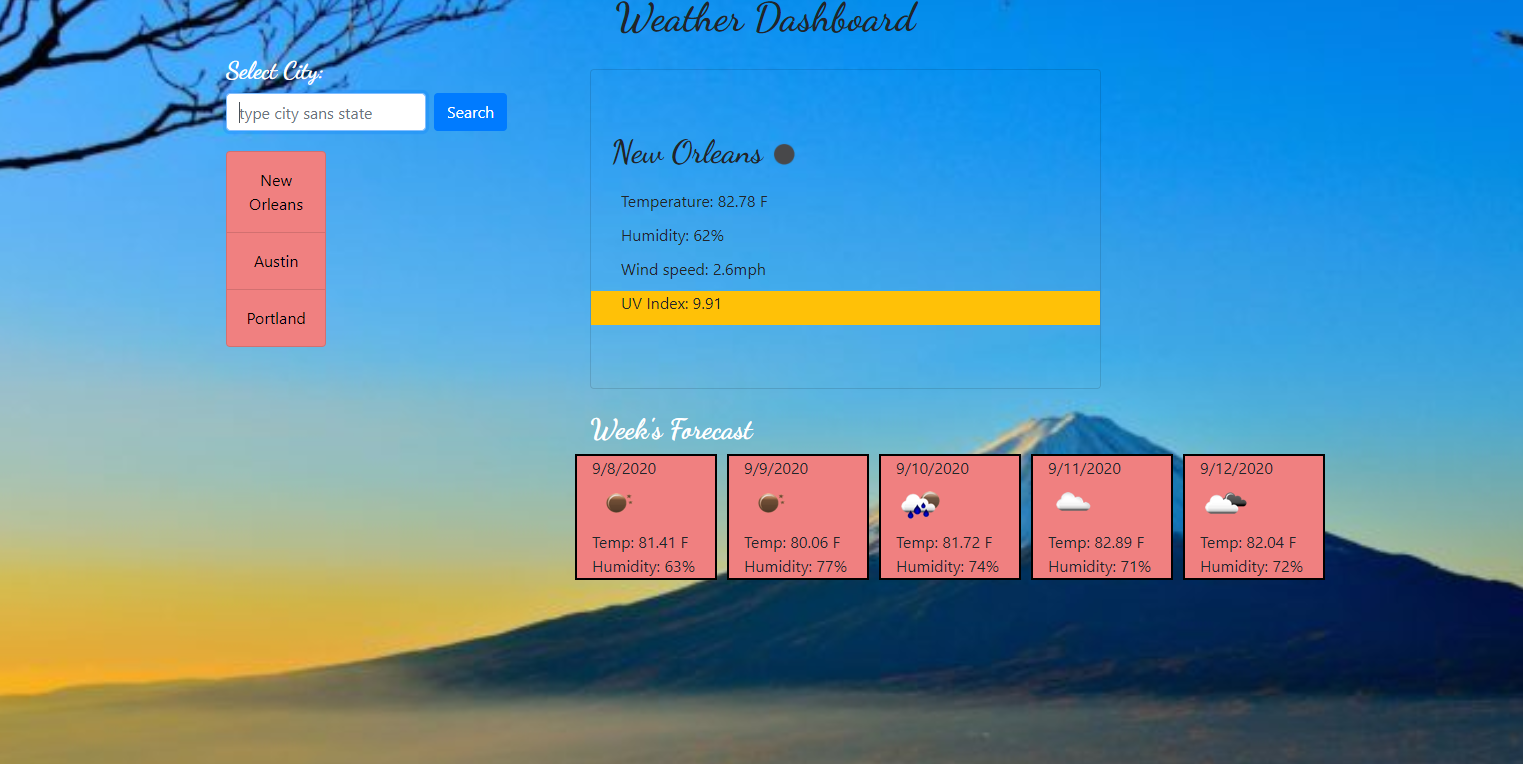 Weather Dashboard
Select City:
type city sans state
Search
New
Orleans
Austin
Portland
New Orleans
Temperature: 82.78 F
Humidity: 62%
Wind speed: 2.6mph
UV Index: 9.91
Week's Forecast
9/8/2020
Temp: 81.41 F
Humidity: 63%
9/9/2020
Temp: 80.06 F
Humidity: 77%
9/10/2020
Temp: 81.72 F
Humidity: 74%
9/11/2020
Temp: 82.89 F
Humidity: 71%
9/12/2020
Temp: 82.04 F
Humidity: 72%